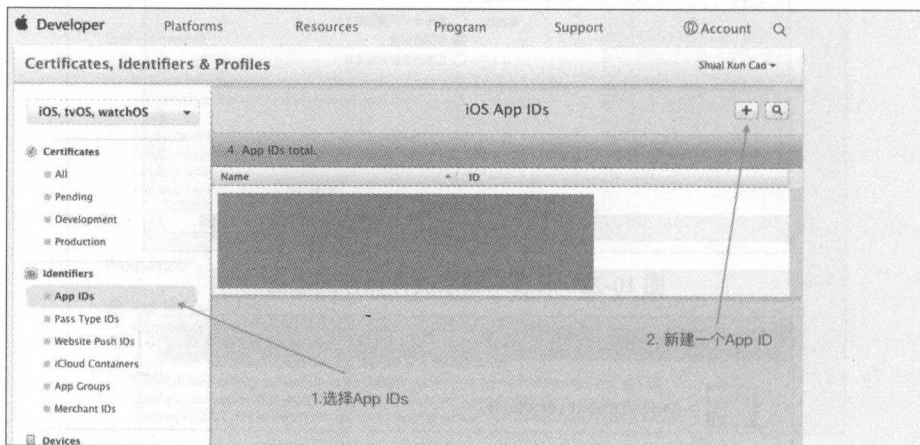 Developer Platforms Resources Program Support Account
Certificates, Identifiers & Profiles Shuai Kun Cao
iOS, tvOS, watchOS
iOS App IDs
Certificates
4 App IDs total.
All
Name ID
Pending
Development
Production
Identifiers
App IDs
Pass Type IDs
Website Push IDs
2. 新建一个App ID
iCloud Containers
App Groups
1.选择App IDs
Merchant IDs
Devices